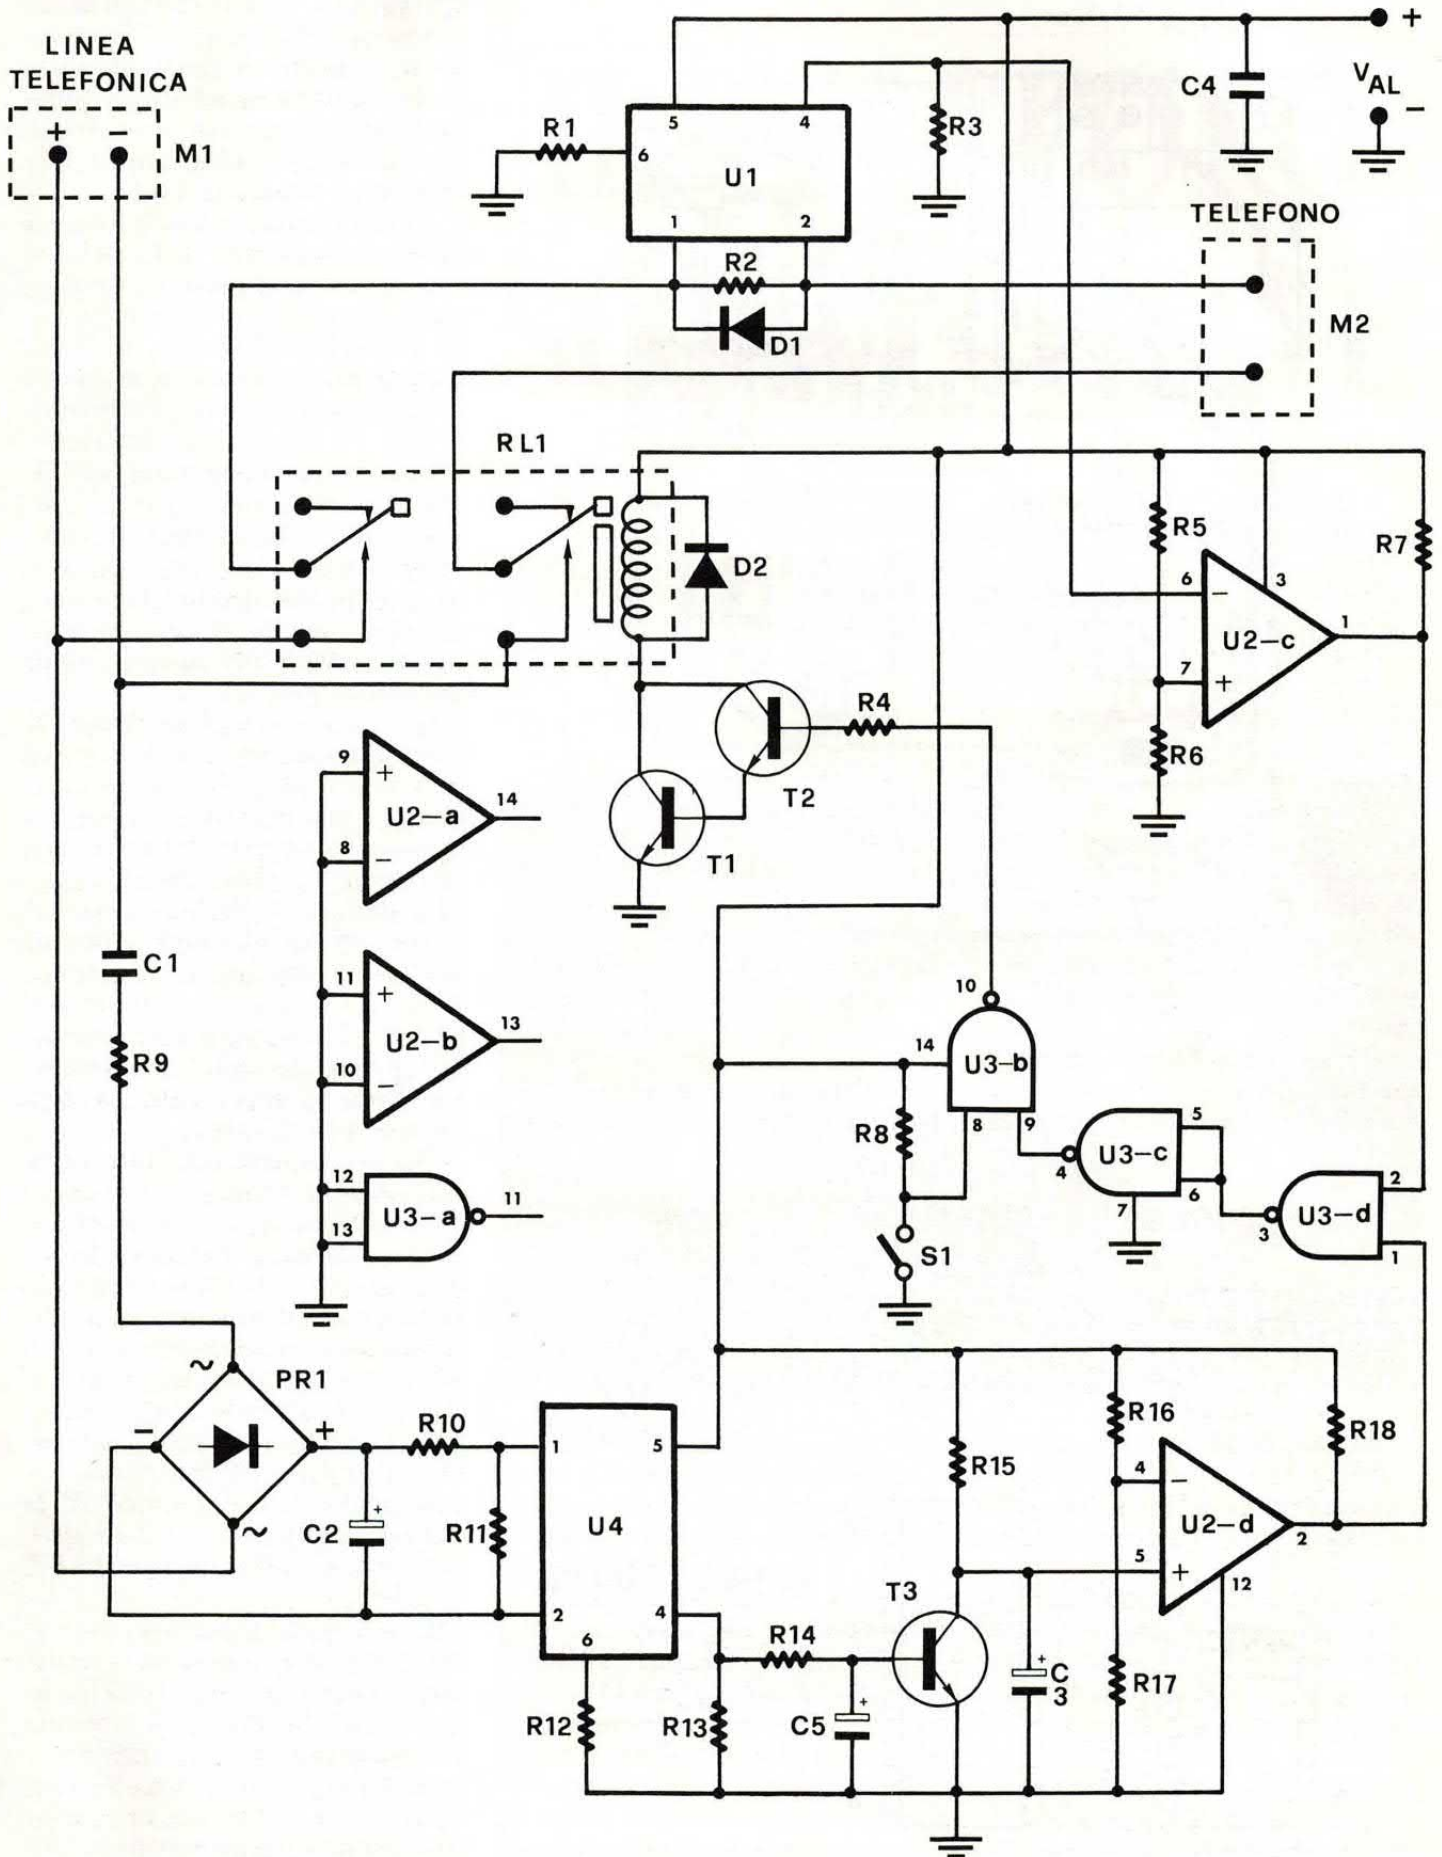 LINEA
TELEFONICA
+ −
M1
R1
5 4
6
U1
1 2
R2
D1
R3
C4
+
VAL
−
TELEFONO
M2
RL1
D2
R4
T2
T1
R5
R6
R7
6 −
3
U2-c
1
7 +
9 +
U2-a
14
8 −
11 +
U2-b
13
10 −
12
U3-a
11
13
C1
R9
10
14
U3-b
8 9
R8
S1
5
U3-c
4
6
7
2
U3-d
3
1
~
PR1
− +
~
R10
C2
+
R11
1 5
U4
2 4
6
R12
R13
R14
C5
+
T3
R15
C
3
+
R16
R17
R18
4 −
U2-d
2
5 +
12